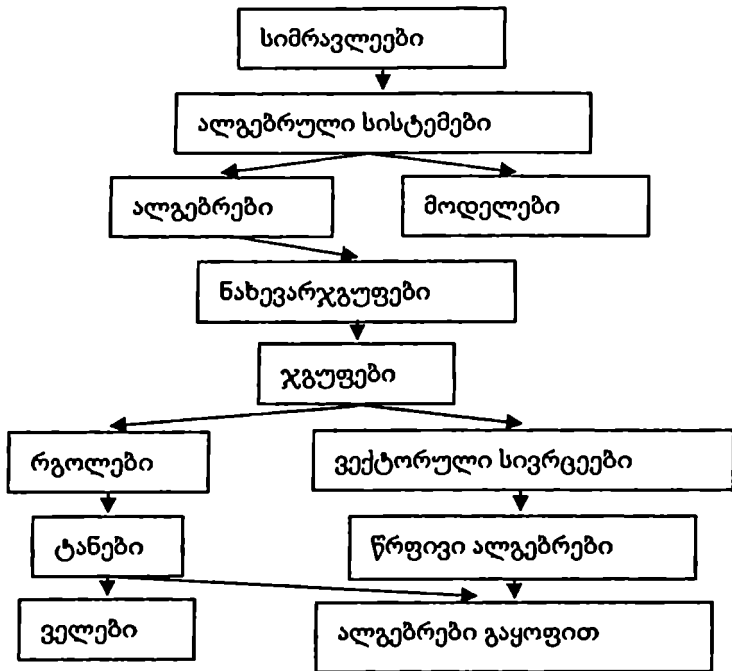 სიმრავლეები
ალგებრული სისტემები
ალგებრები
მოდელები
ნახევარჯგუფები
ჯგუფები
რგოლები
ვექტორული სივრცეები
ტანები
წრფივი ალგებრები
ველები
ალგებრები გაყოფით